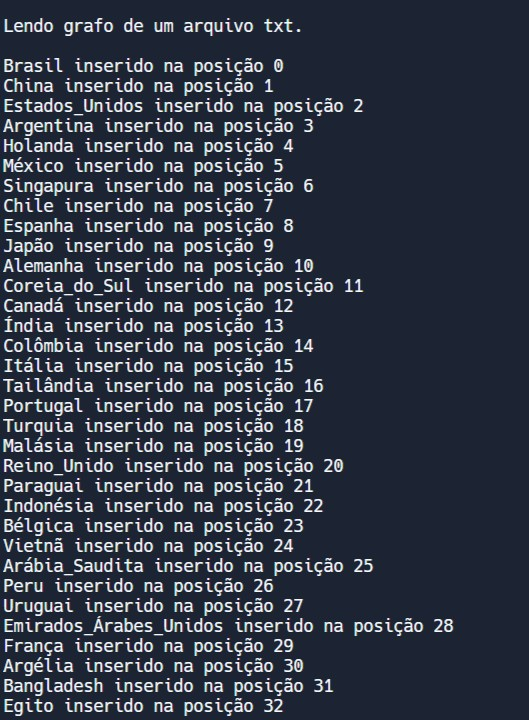 Lendo grafo de um arquivo txt.
Brasil inserido na posição 0
China inserido na posição 1
Estados_Unidos inserido na posição 2
Argentina inserido na posição 3
Holanda inserido na posição 4
México inserido na posição 5
Singapura inserido na posição 6
Chile inserido na posição 7
Espanha inserido na posição 8
Japão inserido na posição 9
Alemanha inserido na posição 10
Coreia_do_Sul inserido na posição 11
Canadá inserido na posição 12
Índia inserido na posição 13
Colômbia inserido na posição 14
Itália inserido na posição 15
Tailândia inserido na posição 16
Portugal inserido na posição 17
Turquia inserido na posição 18
Malásia inserido na posição 19
Reino_Unido inserido na posição 20
Paraguai inserido na posição 21
Indonésia inserido na posição 22
Bélgica inserido na posição 23
Vietnã inserido na posição 24
Arábia_Saudita inserido na posição 25
Peru inserido na posição 26
Uruguai inserido na posição 27
Emirados_Árabes_Unidos inserido na posição 28
França inserido na posição 29
Argélia inserido na posição 30
Bangladesh inserido na posição 31
Egito inserido na posição 32